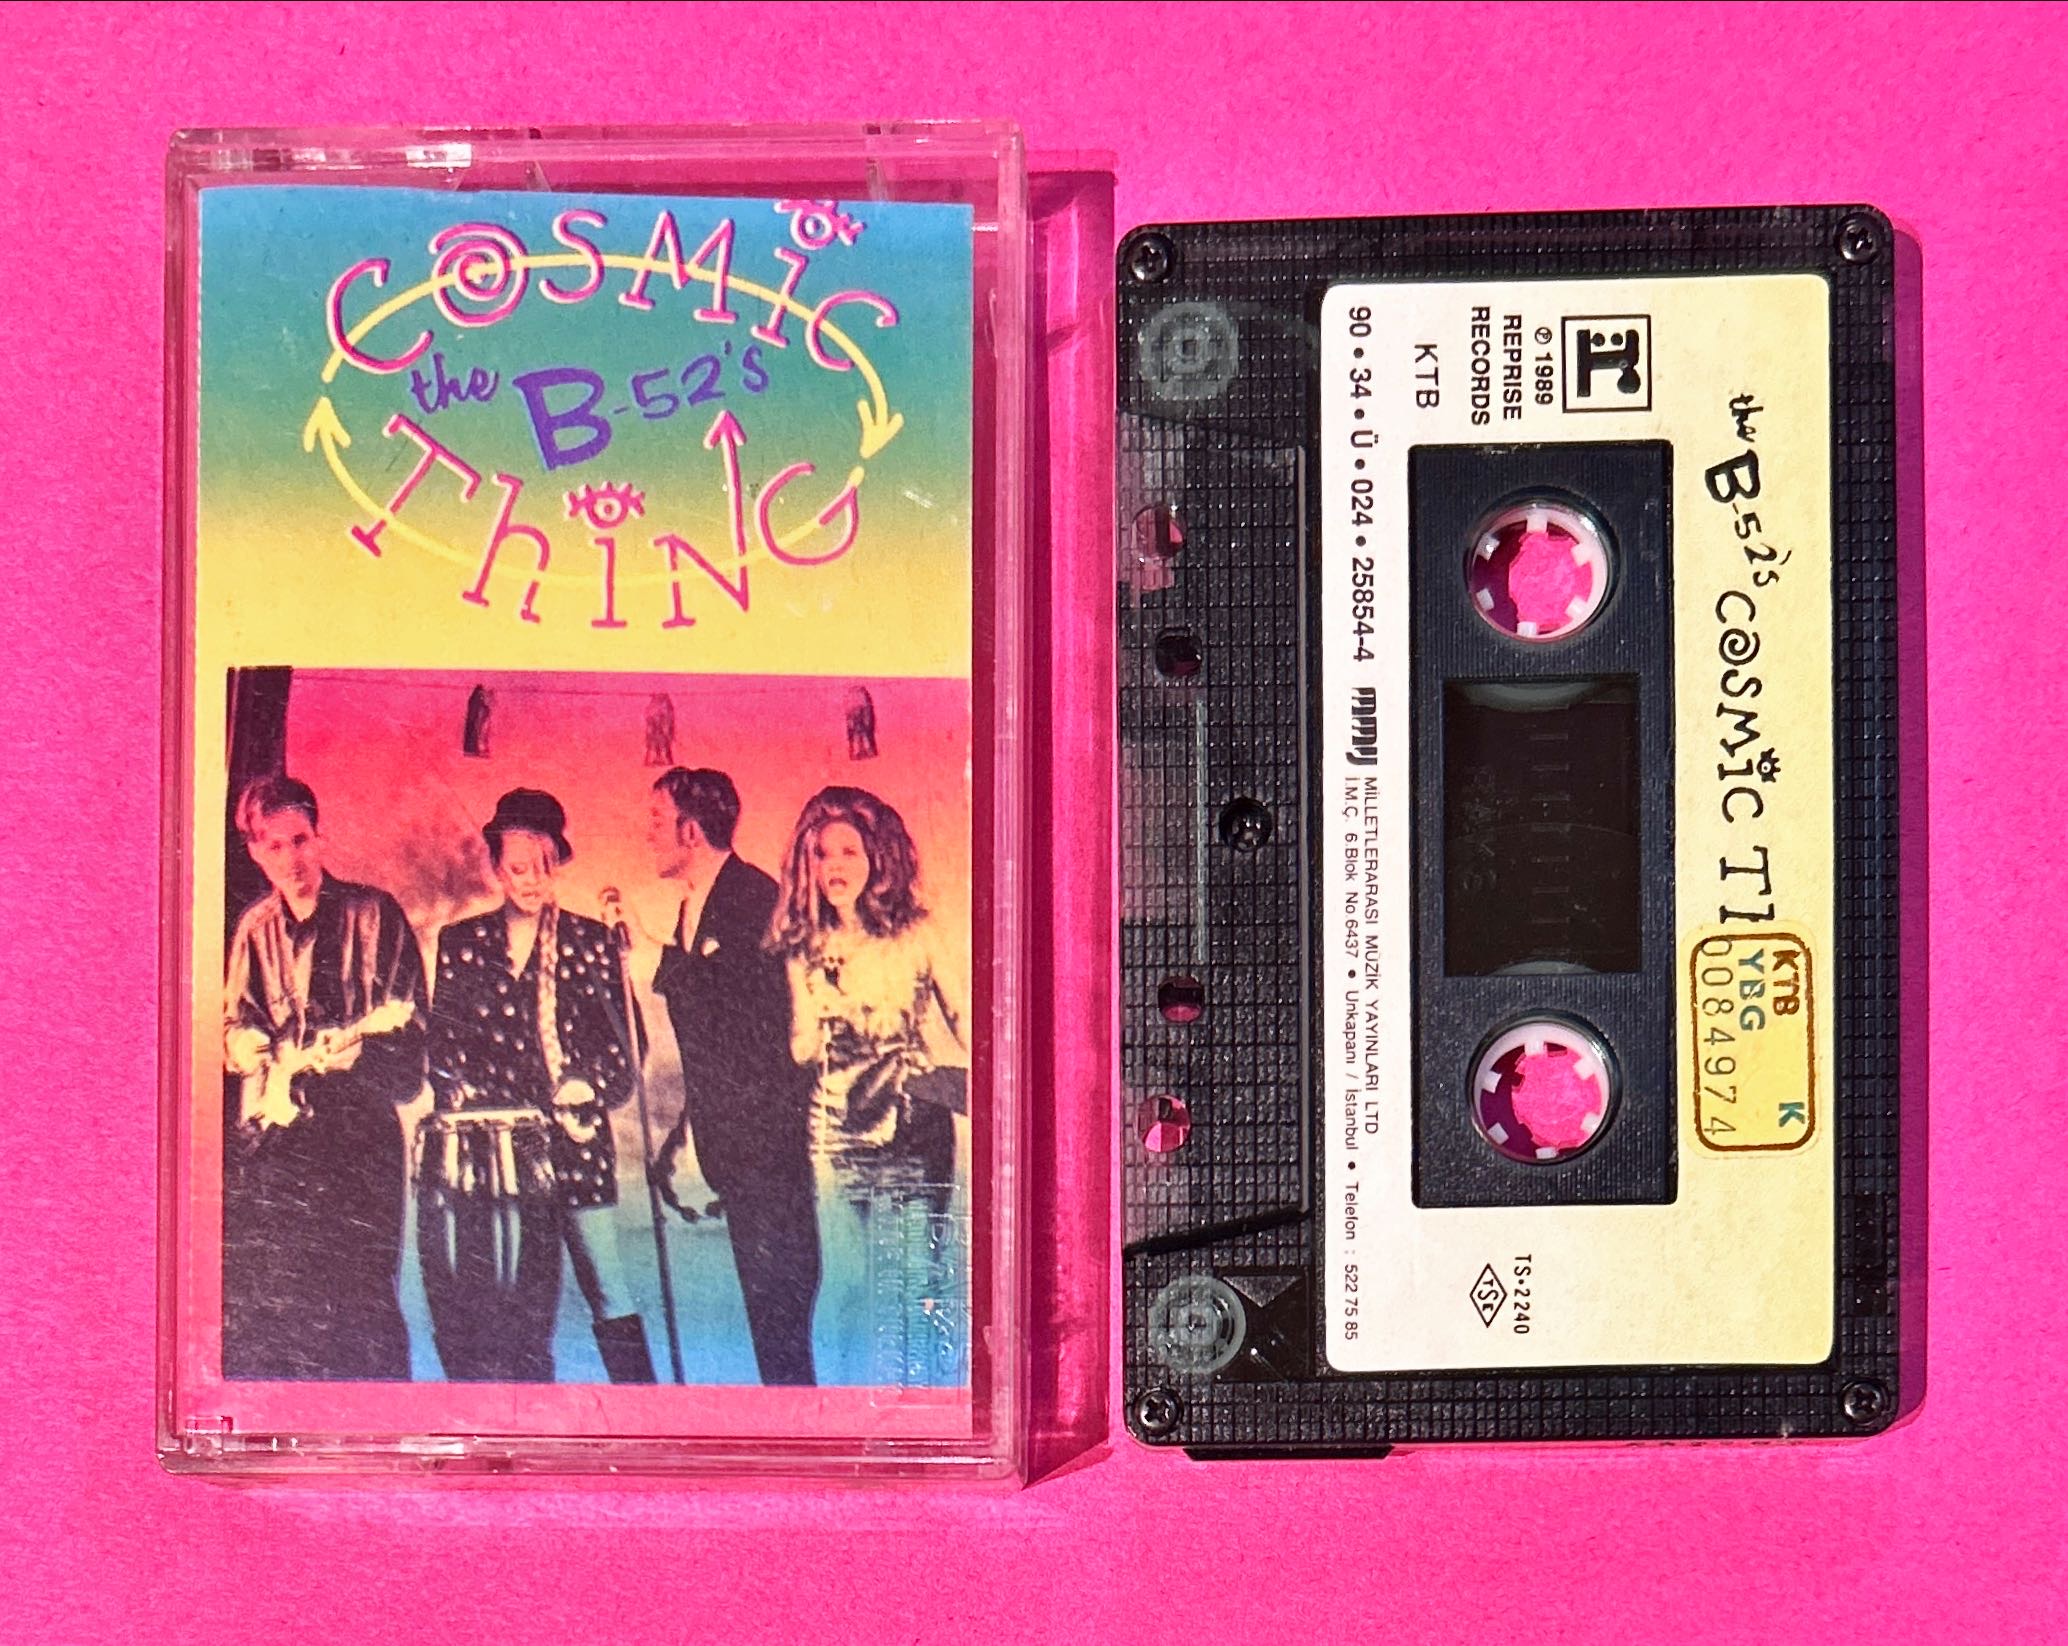 COSMiC
the B-52's
ThiNG
the B-52's COSMiC T
KTB K
YBG
0084974
℗ 1989
REPRISE
RECORDS
KTB
90 • 34 • Ü • 024 • 25854-4
MİLLETLERARASI MÜZİK YAYINLARI LTD
İ.M.Ç. 6.Blok No 6437 • Unkapanı / İstanbul • Telefon : 522 75 85
TS•2240
TSE